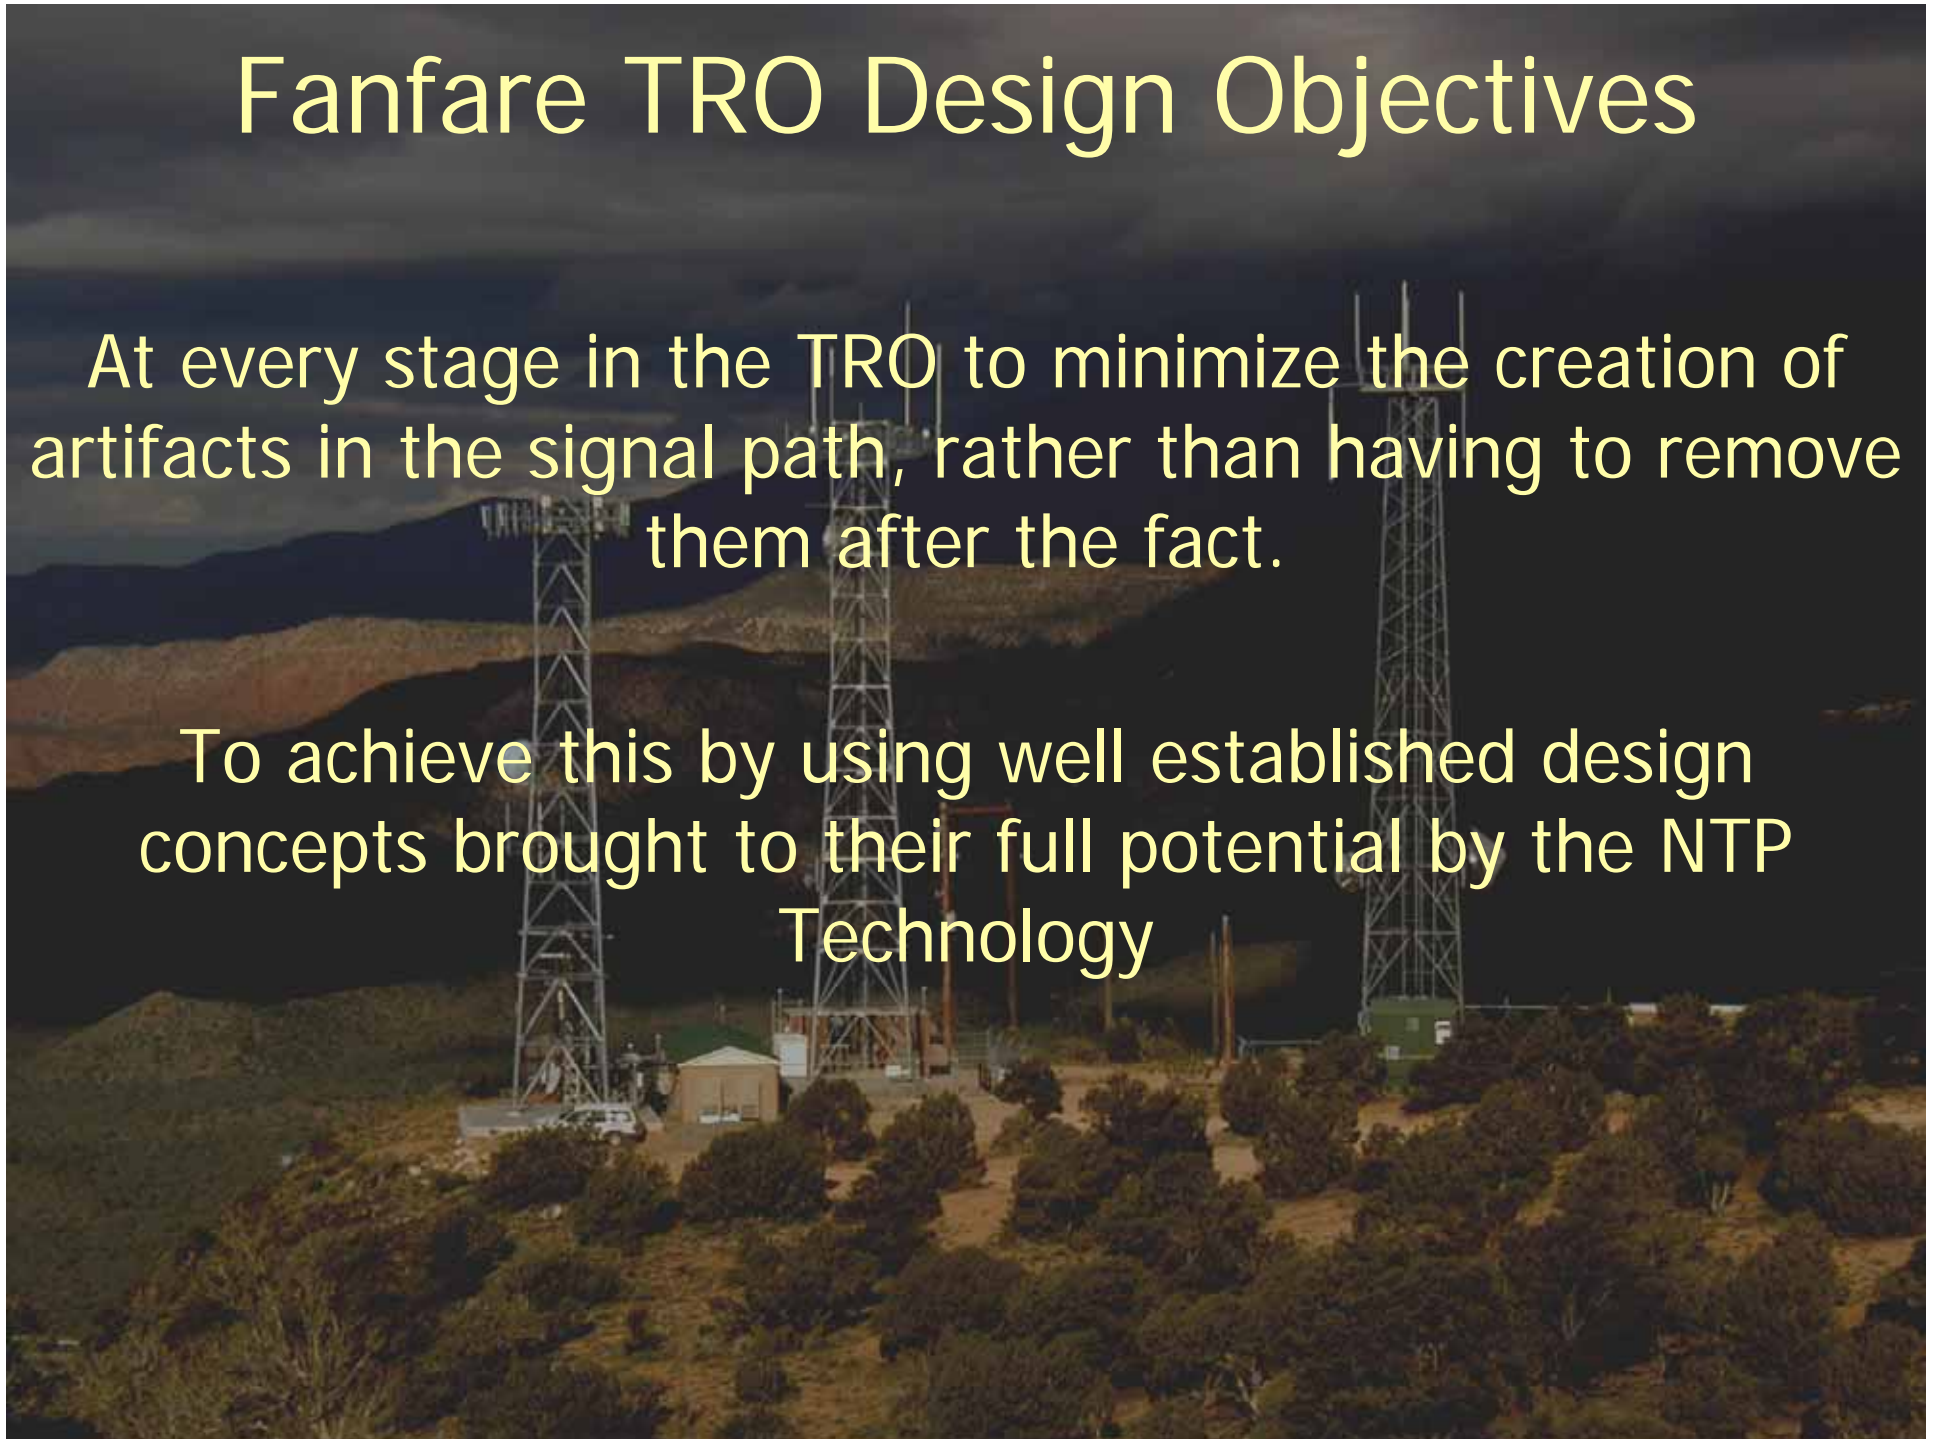 Fanfare TRO Design Objectives
At every stage in the TRO to minimize the creation of
artifacts in the signal path, rather than having to remove
them after the fact.
To achieve this by using well established design
concepts brought to their full potential by the NTP
Technology